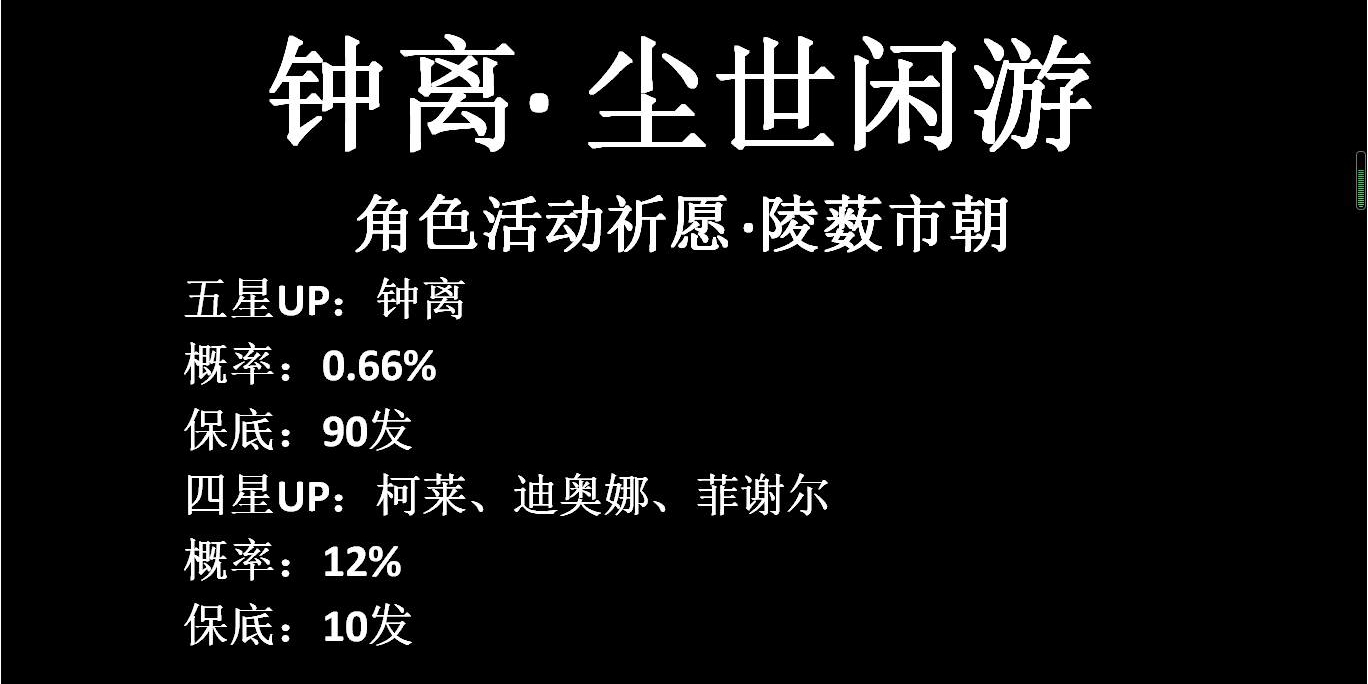 钟离·尘世闲游
角色活动祈愿·陵薮市朝
五星UP：钟离
概率：0.66%
保底：90发
四星UP：柯莱、迪奥娜、菲谢尔
概率：12%
保底：10发